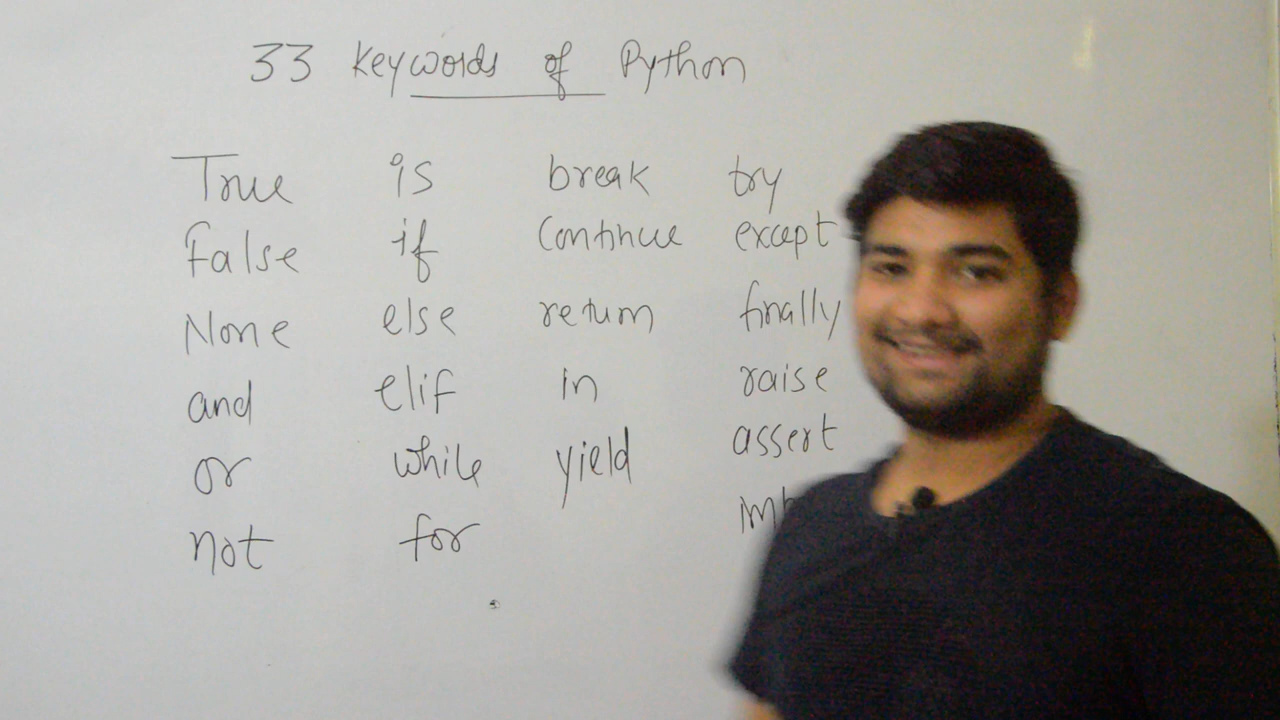 33 Keywords of Python
True is break try
False if Continue except
None else return finally
and elif in raise
or while yield assert
not for